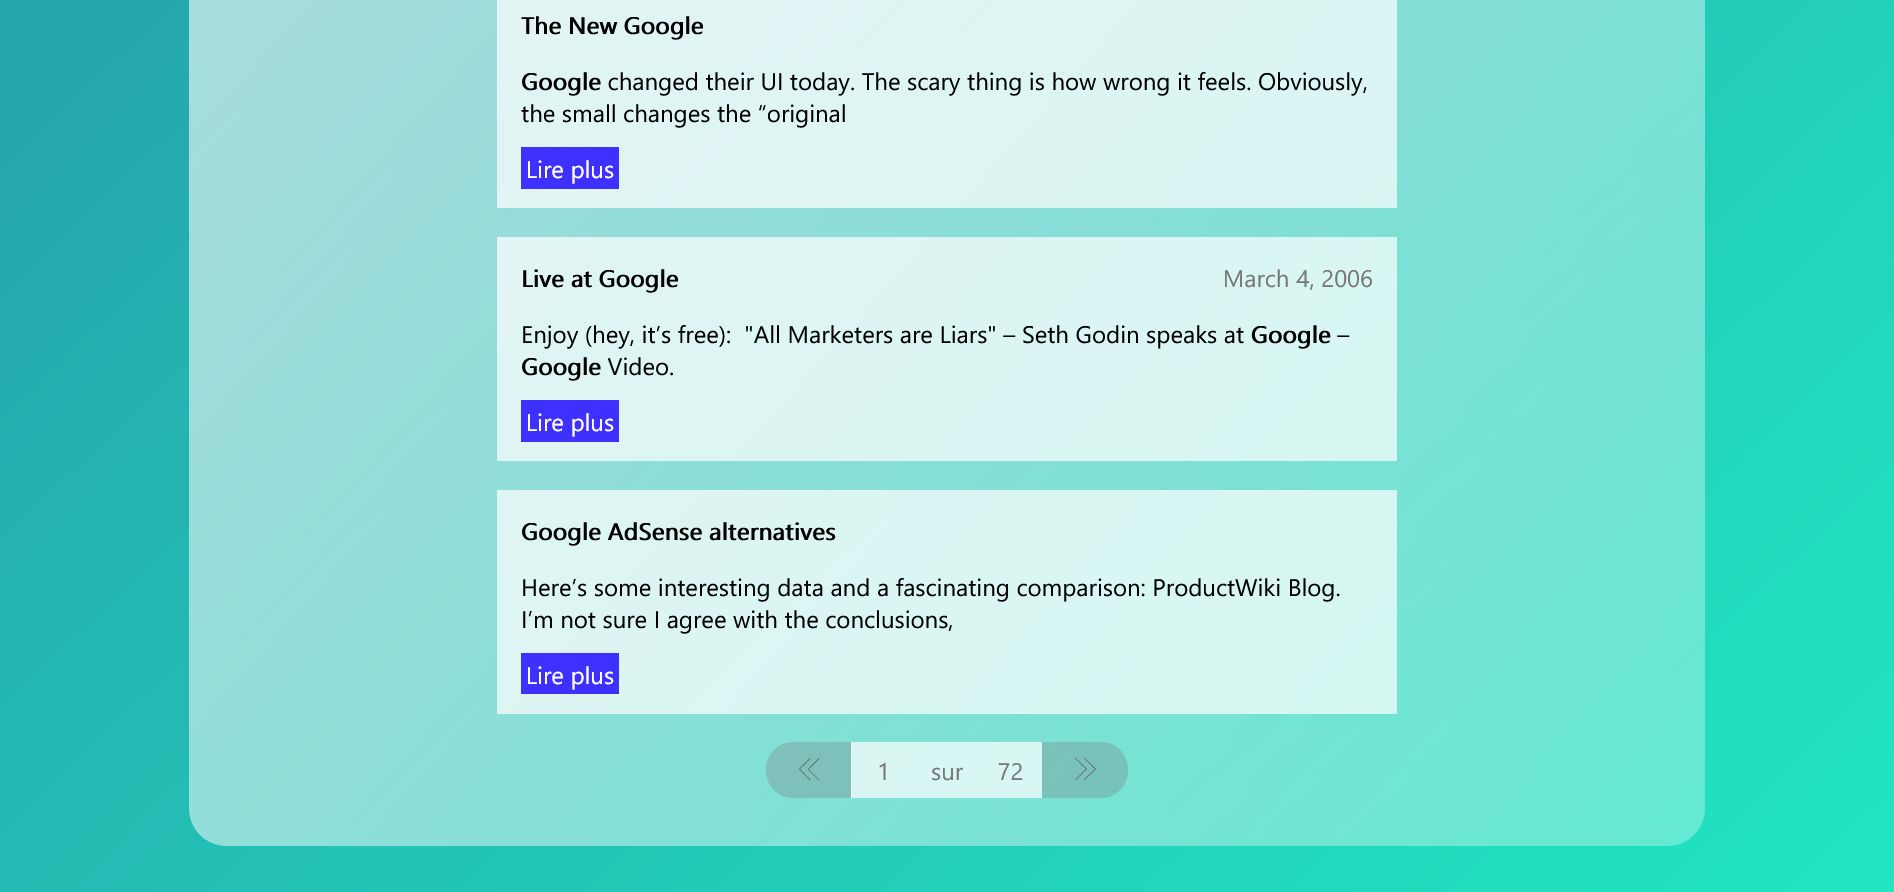 The New Google
Google changed their UI today. The scary thing is how wrong it feels. Obviously,
the small changes the “original
Lire plus
Live at Google
March 4, 2006
Enjoy (hey, it’s free):  "All Marketers are Liars" – Seth Godin speaks at Google –
Google Video.
Lire plus
Google AdSense alternatives
Here’s some interesting data and a fascinating comparison: ProductWiki Blog.
I’m not sure I agree with the conclusions,
Lire plus
1 sur 72